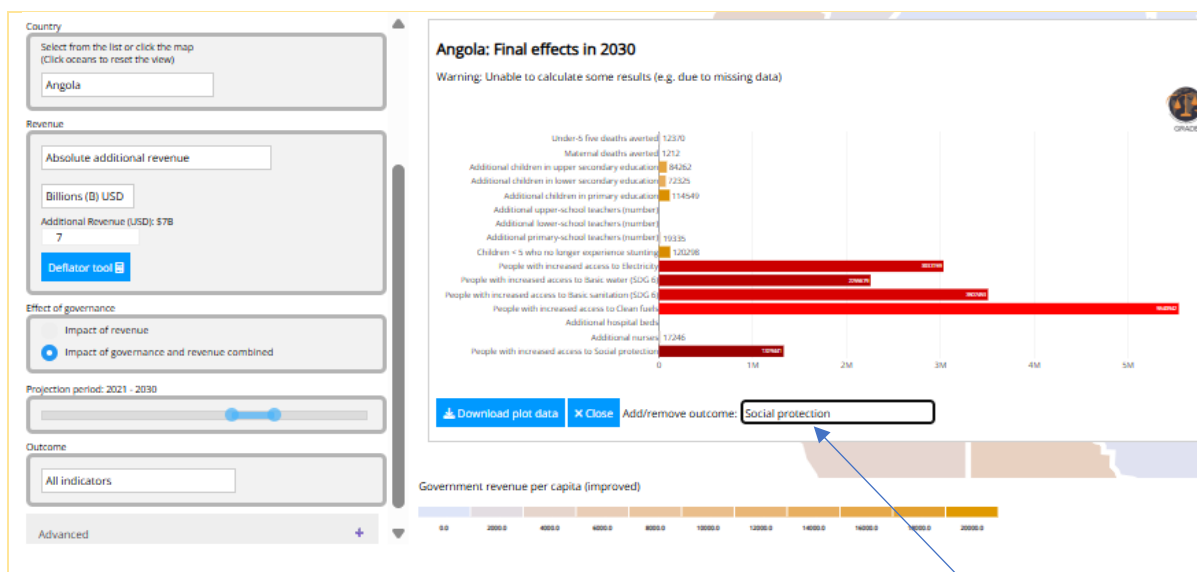 Country
Select from the list or click the map
(Click oceans to reset the view)
Angola
Revenue
Absolute additional revenue
Billions (B) USD
Additional Revenue (USD): $7B
7
Deflator tool
Effect of governance
Impact of revenue
Impact of governance and revenue combined
Projection period: 2021 - 2030
Outcome
All indicators
Advanced +
Angola: Final effects in 2030
Warning: Unable to calculate some results (e.g. due to missing data)
GRADE
Under-5 five deaths averted 12370
Maternal deaths averted 1212
Additional children in upper secondary education 84262
Additional children in lower secondary education 72325
Additional children in primary education 114549
Additional upper-school teachers (number)
Additional lower-school teachers (number)
Additional primary-school teachers (number) 19335
Children < 5 who no longer experience stunting 120298
People with increased access to Electricity
People with increased access to Basic water (SDG 6)
People with increased access to Basic sanitation (SDG 6)
People with increased access to Clean fuels
Additional hospital beds
Additional nurses 17246
People with increased access to Social protection
0 1M 2M 3M 4M 5M
Download plot data × Close Add/remove outcome: Social protection
Government revenue per capita (improved)
0.0 2000.0 4000.0 6000.0 8000.0 10000.0 12000.0 14000.0 16000.0 18000.0 20000.0